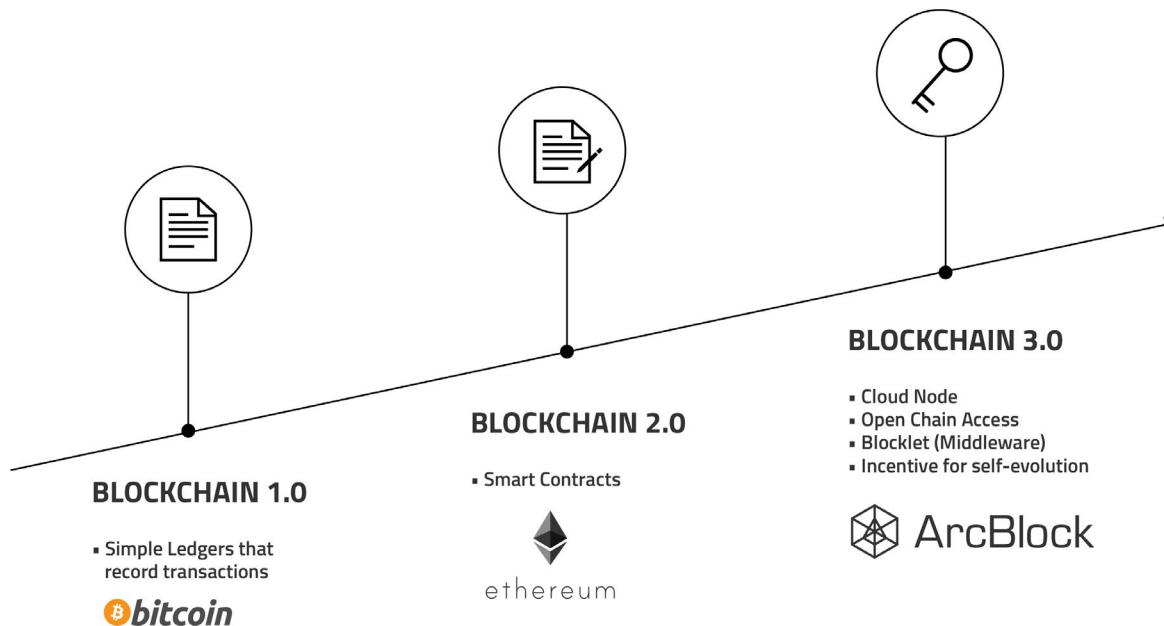 BLOCKCHAIN 1.0
▪ Simple Ledgers that
record transactions
bitcoin
BLOCKCHAIN 2.0
▪ Smart Contracts
ethereum
BLOCKCHAIN 3.0
▪ Cloud Node
▪ Open Chain Access
▪ Blocklet (Middleware)
▪ Incentive for self-evolution
ArcBlock